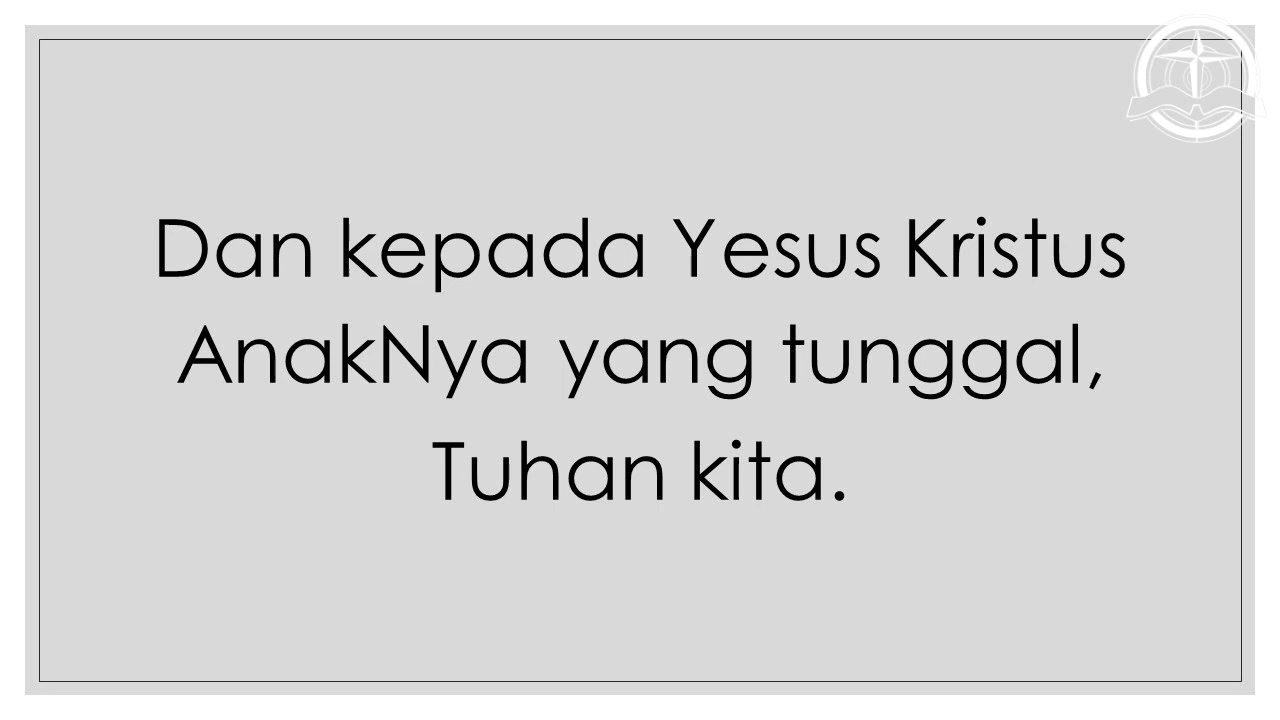 Dan kepada Yesus Kristus
AnakNya yang tunggal,
Tuhan kita.